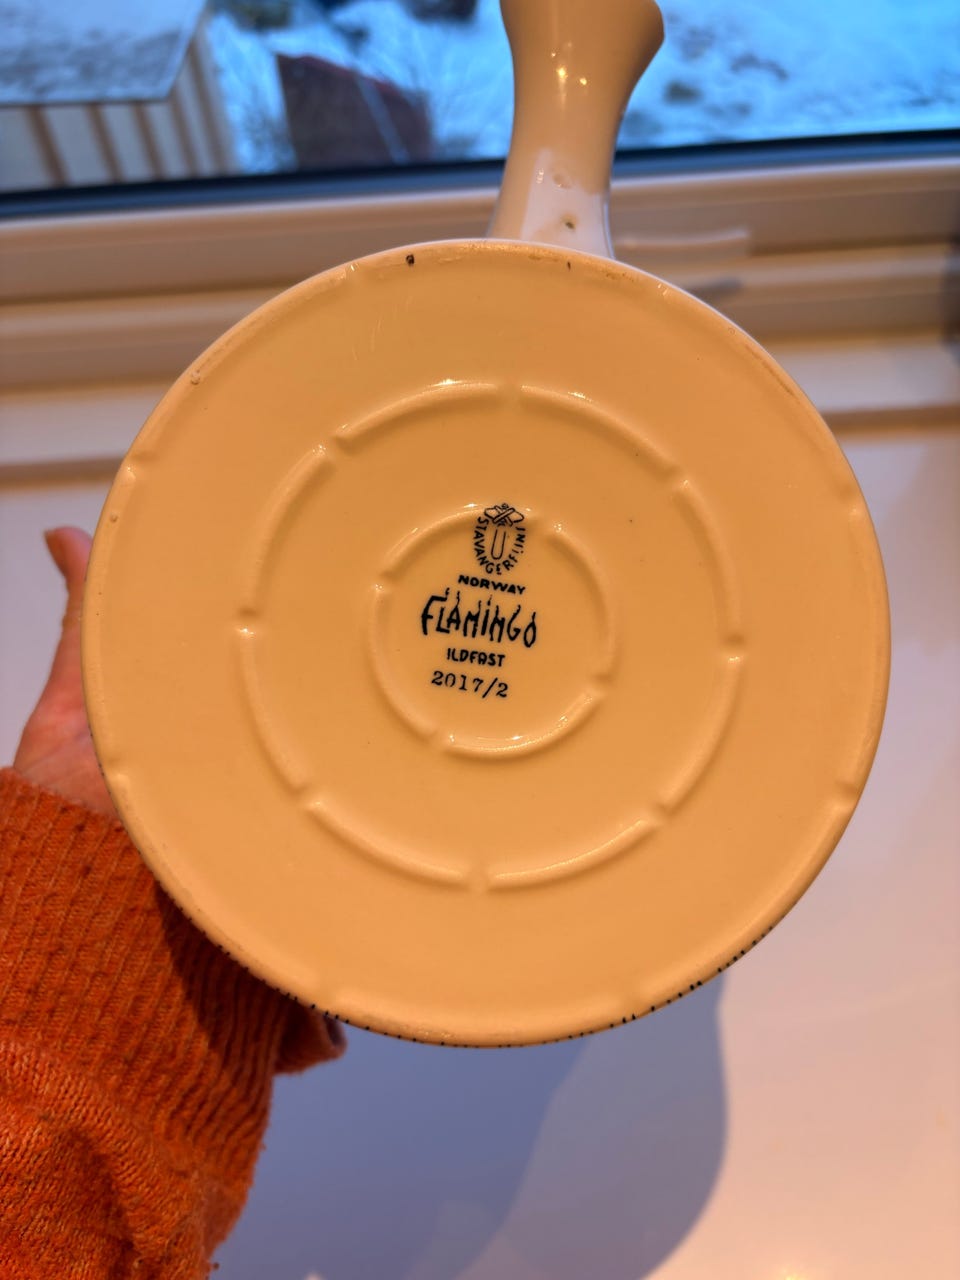 STAVANGERFLINT
NORWAY
FLAMINGO
ILDFAST
2017/2